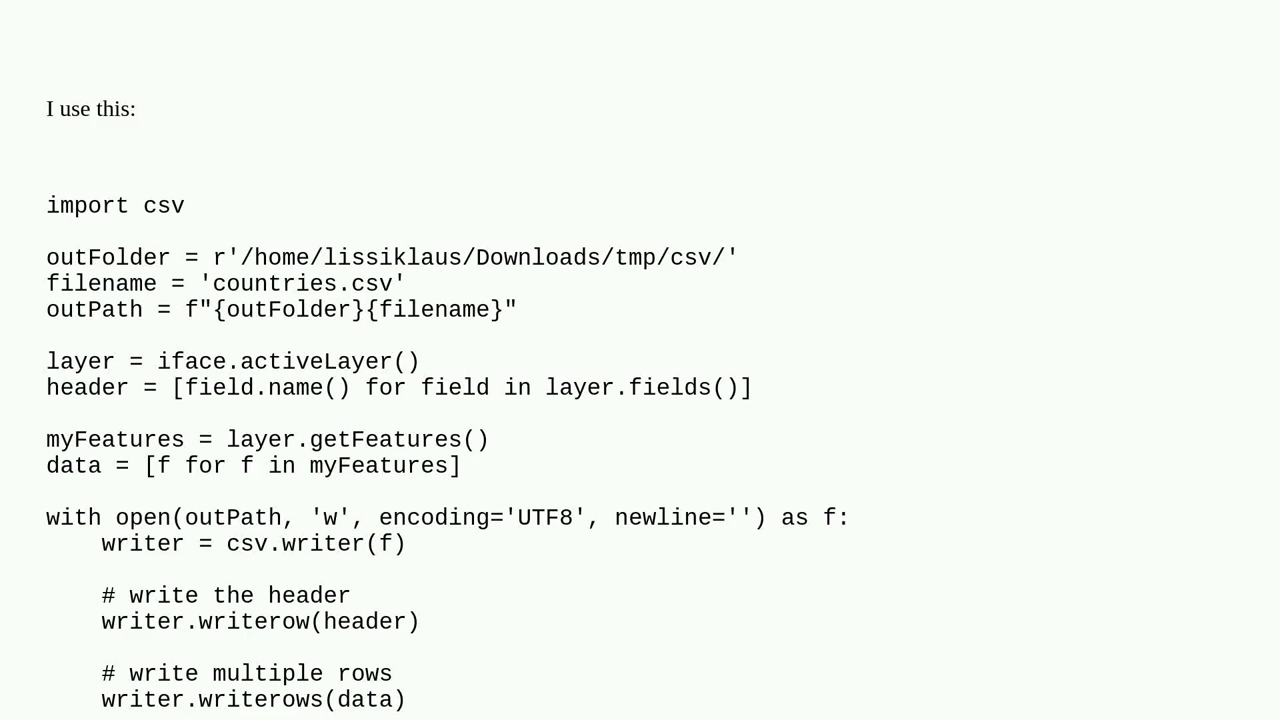 I use this:
import csv
outFolder = r'/home/lissiklaus/Downloads/tmp/csv/'
filename = 'countries.csv'
outPath = f"{outFolder}{filename}"
layer = iface.activeLayer()
header = [field.name() for field in layer.fields()]
myFeatures = layer.getFeatures()
data = [f for f in myFeatures]
with open(outPath, 'w', encoding='UTF8', newline='') as f:
    writer = csv.writer(f)
    # write the header
    writer.writerow(header)
    # write multiple rows
    writer.writerows(data)